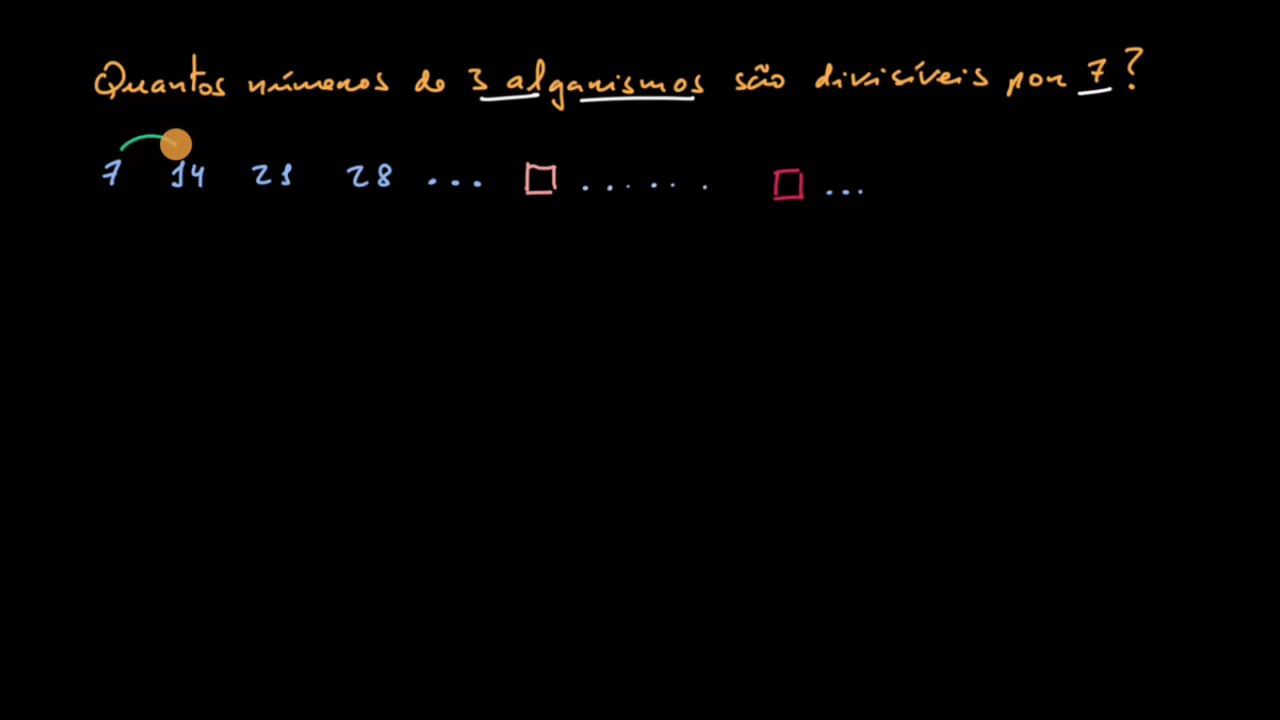 Quantos números de 3 algarismos são divisíveis por 7?
7 14 21 28 ... □ ...... □ ...